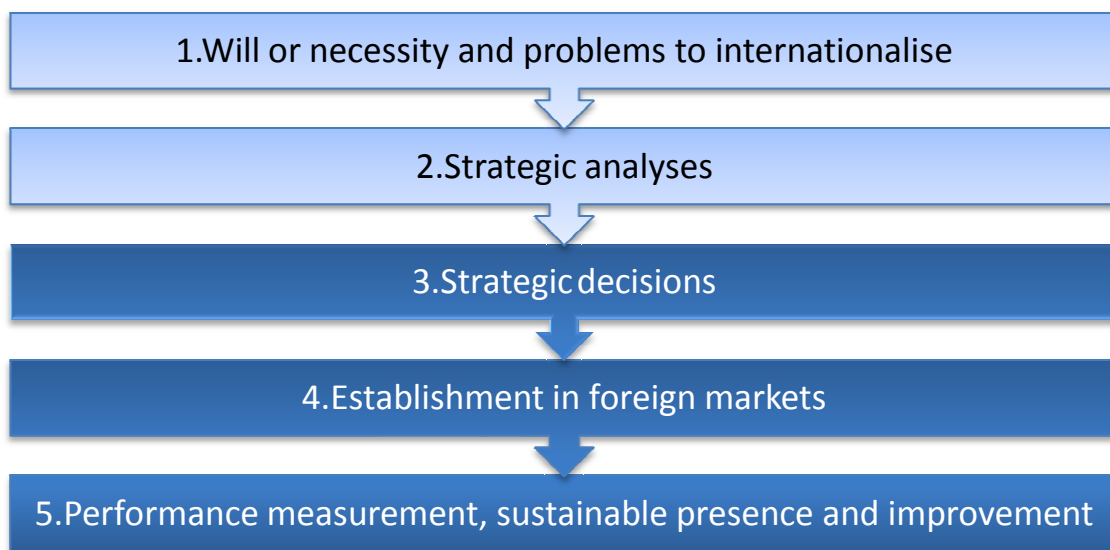 1.Will or necessity and problems to internationalise
2.Strategic analyses
3.Strategic decisions
4.Establishment in foreign markets
5.Performance measurement, sustainable presence and improvement